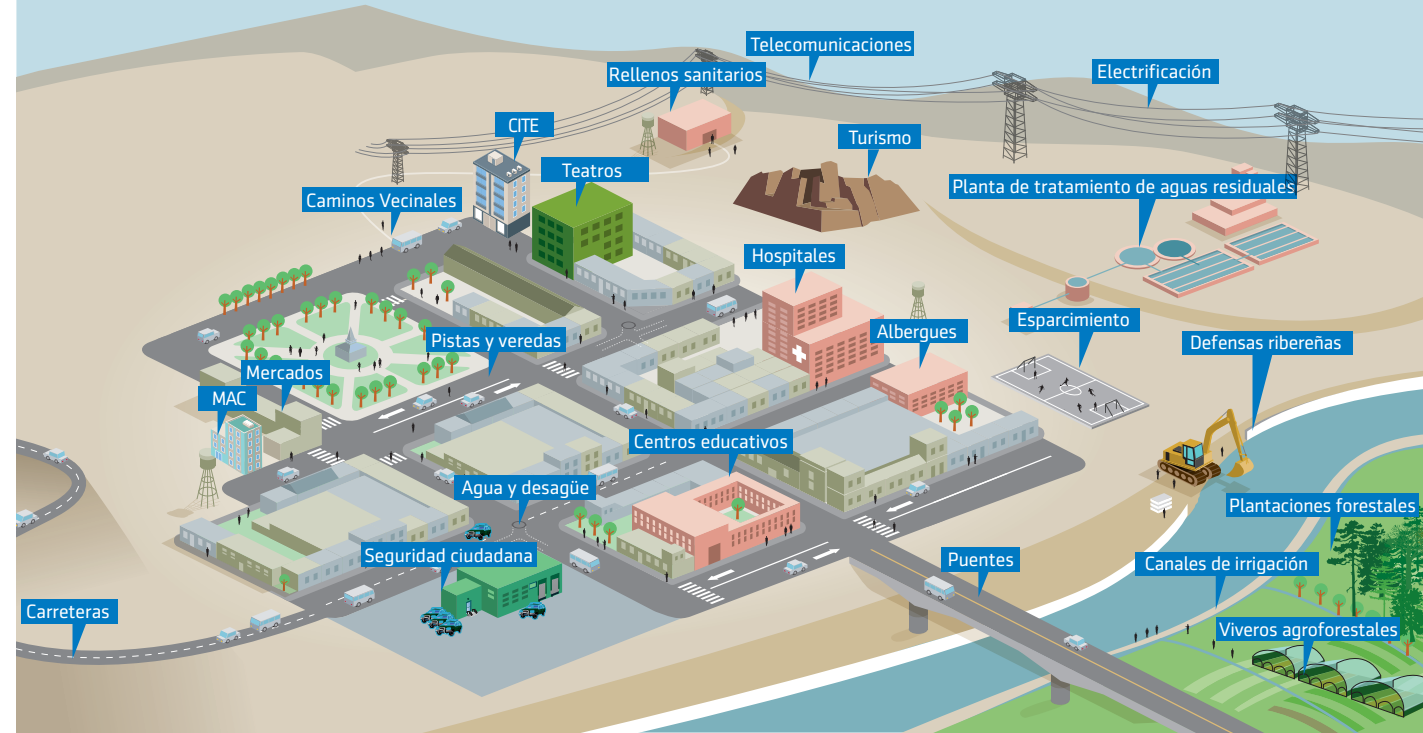 Telecomunicaciones
Rellenos sanitarios
Electrificación
CITE
Turismo
Teatros
Planta de tratamiento de aguas residuales
Caminos Vecinales
Hospitales
Esparcimiento
Albergues
Pistas y veredas
Defensas ribereñas
Mercados
MAC
Centros educativos
Agua y desagüe
Plantaciones forestales
Seguridad ciudadana
Puentes
Canales de irrigación
Carreteras
Viveros agroforestales